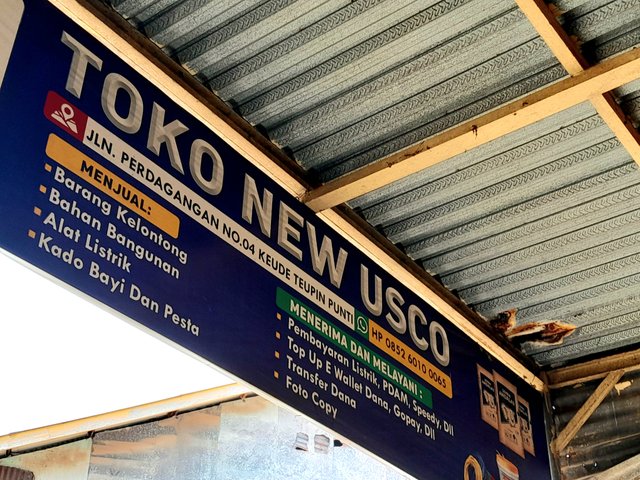 TOKO NEW USCO
JLN. PERDAGANGAN NO.04 KEUDE TEUPIN PUNTI
HP 0852 6010 0065
MENJUAL:
Barang Kelontong
Bahan Bangunan
Alat Listrik
Kado Bayi Dan Pesta
MENERIMA DAN MELAYANI :
Pembayaran Listrik, PDAM, Speedy, Dll
Top Up E Wallet Dana, Gopay, Dll
Transfer Dana
Foto Copy